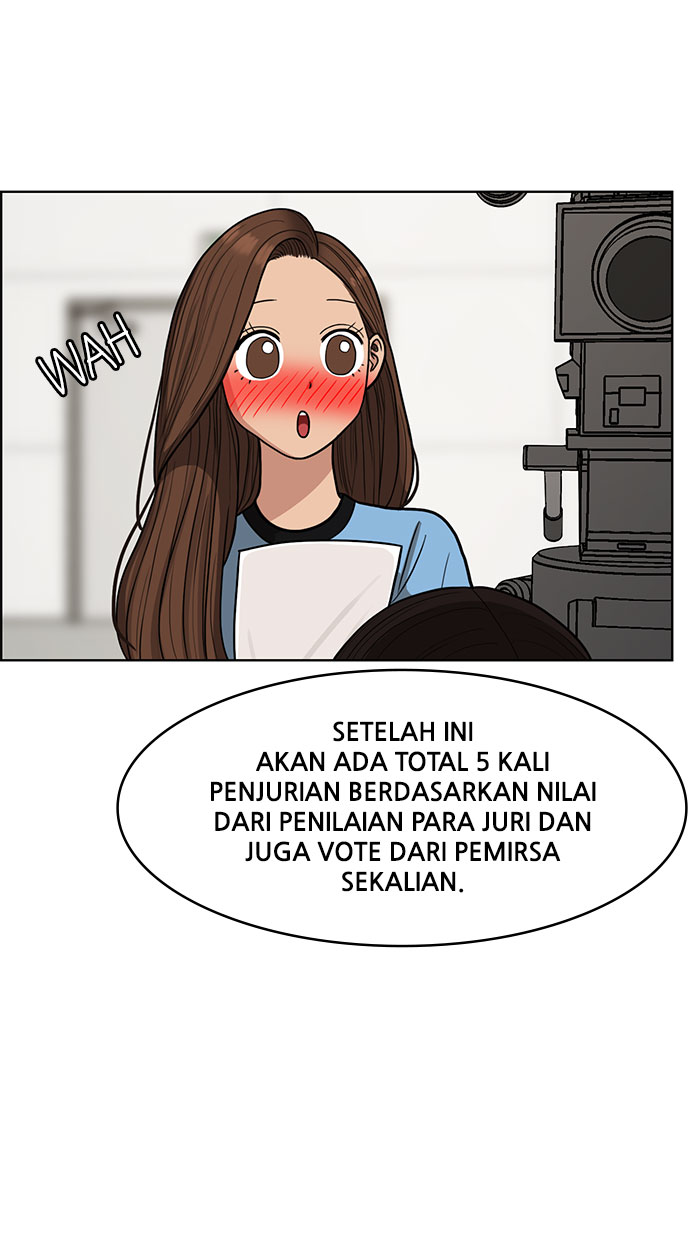 WAH
SETELAH INI
AKAN ADA TOTAL 5 KALI
PENJURIAN BERDASARKAN NILAI
DARI PENILAIAN PARA JURI DAN
JUGA VOTE DARI PEMIRSA
SEKALIAN.